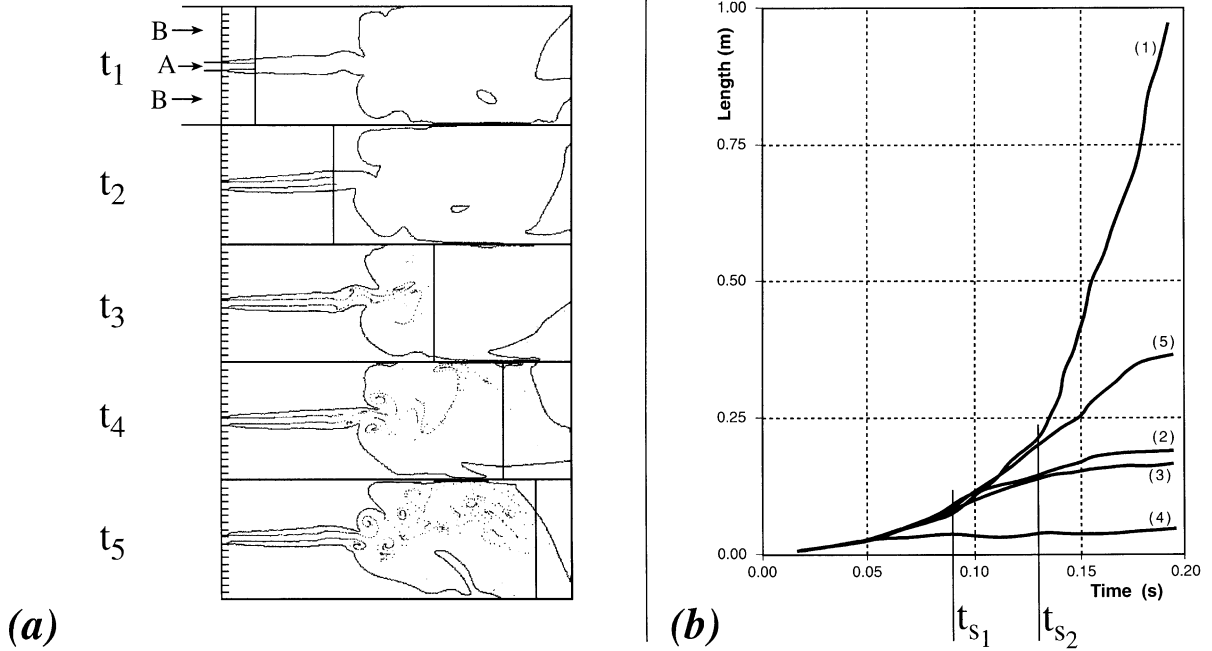 B
t1
A
B
t2
t3
t4
t5
(a)
Length (m)
1.00
0.75
0.50
0.25
0.00
(1)
(5)
(2)
(3)
(4)
0.00
0.05
0.10
0.15
0.20
Time (s)
ts1
ts2
(b)